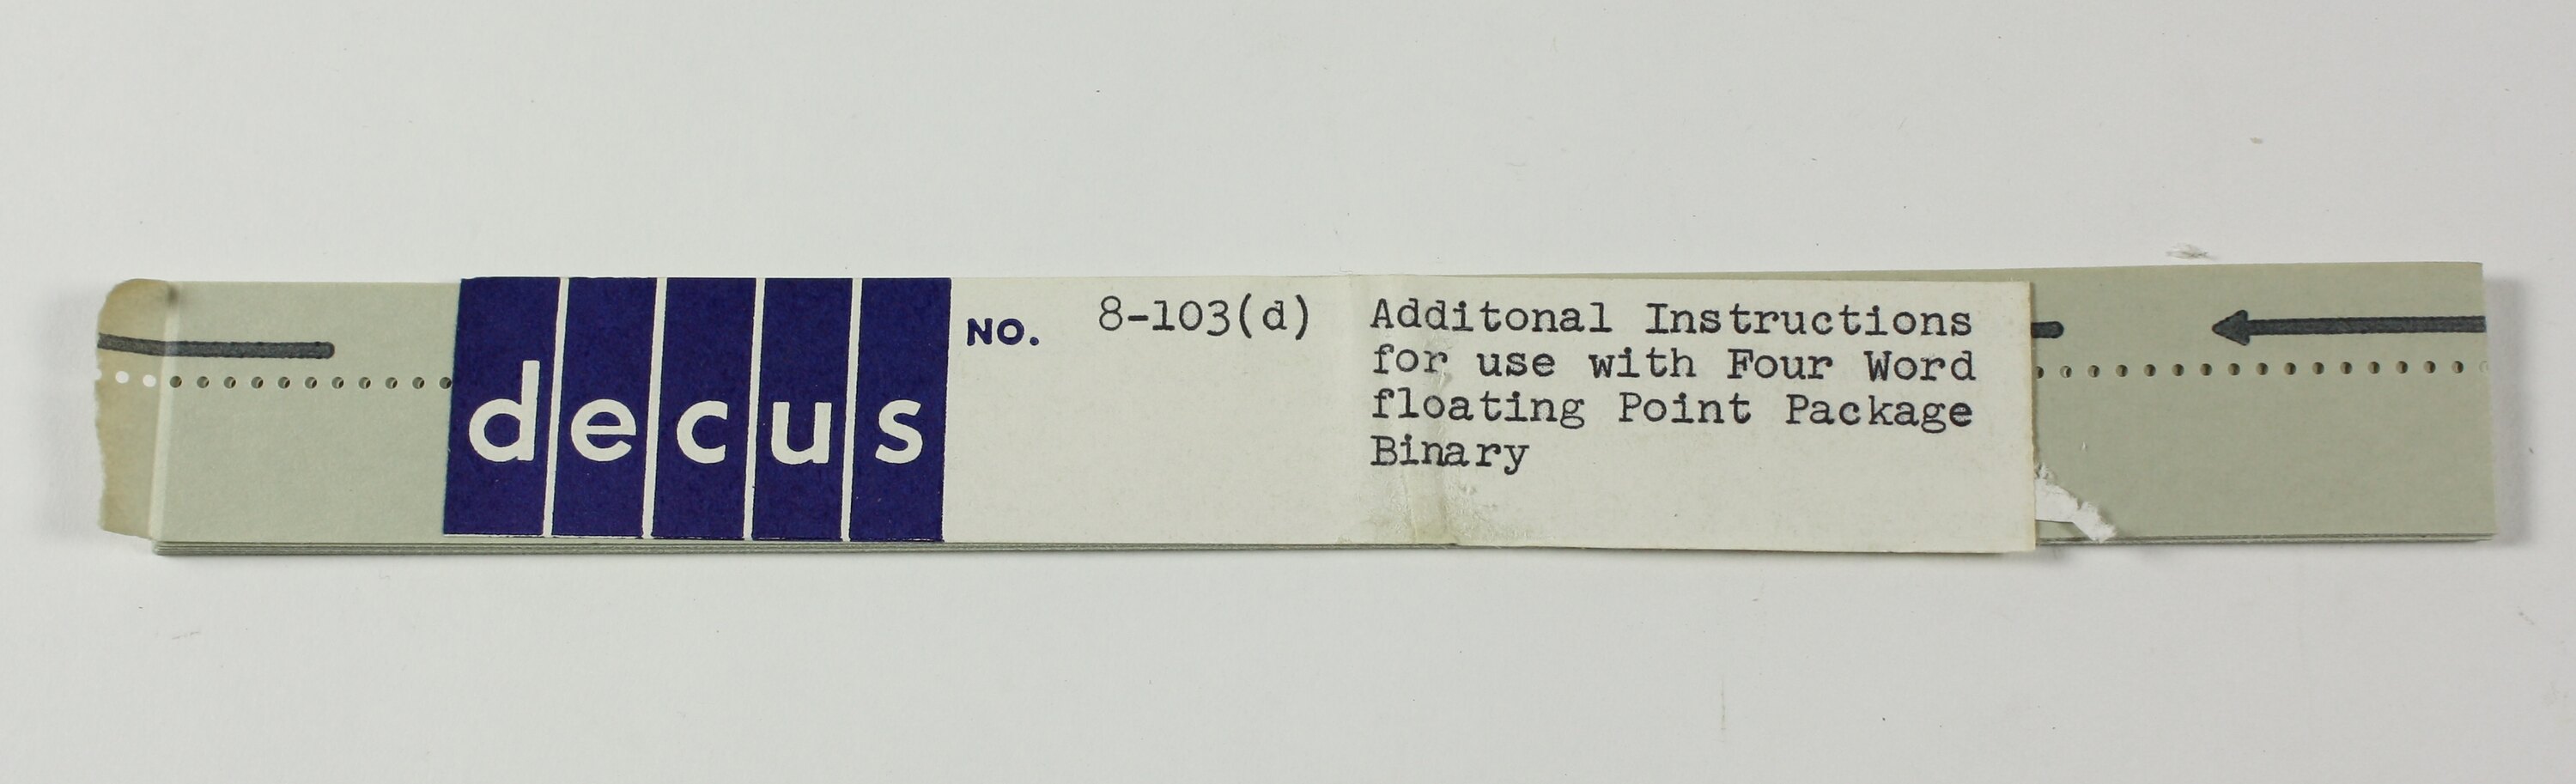 decus
NO. 8-103(d)
Additonal Instructions
for use with Four Word
floating Point Package
Binary